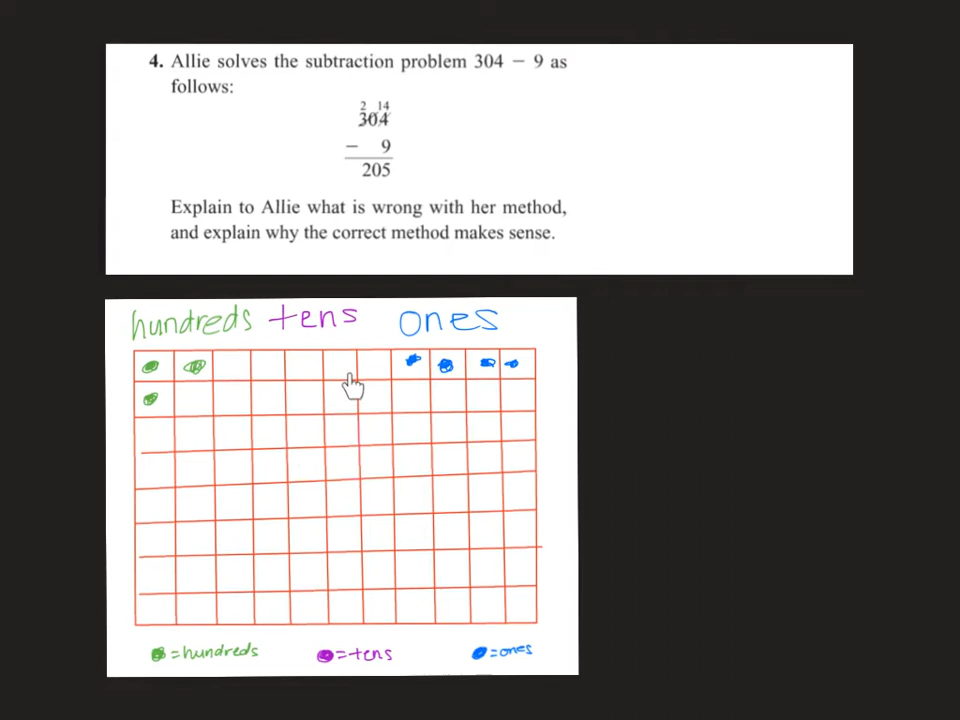 4. Allie solves the subtraction problem 304 − 9 as
follows:
2 14
304
− 9
205
Explain to Allie what is wrong with her method,
and explain why the correct method makes sense.
hundreds tens ones
=hundreds =tens =ones